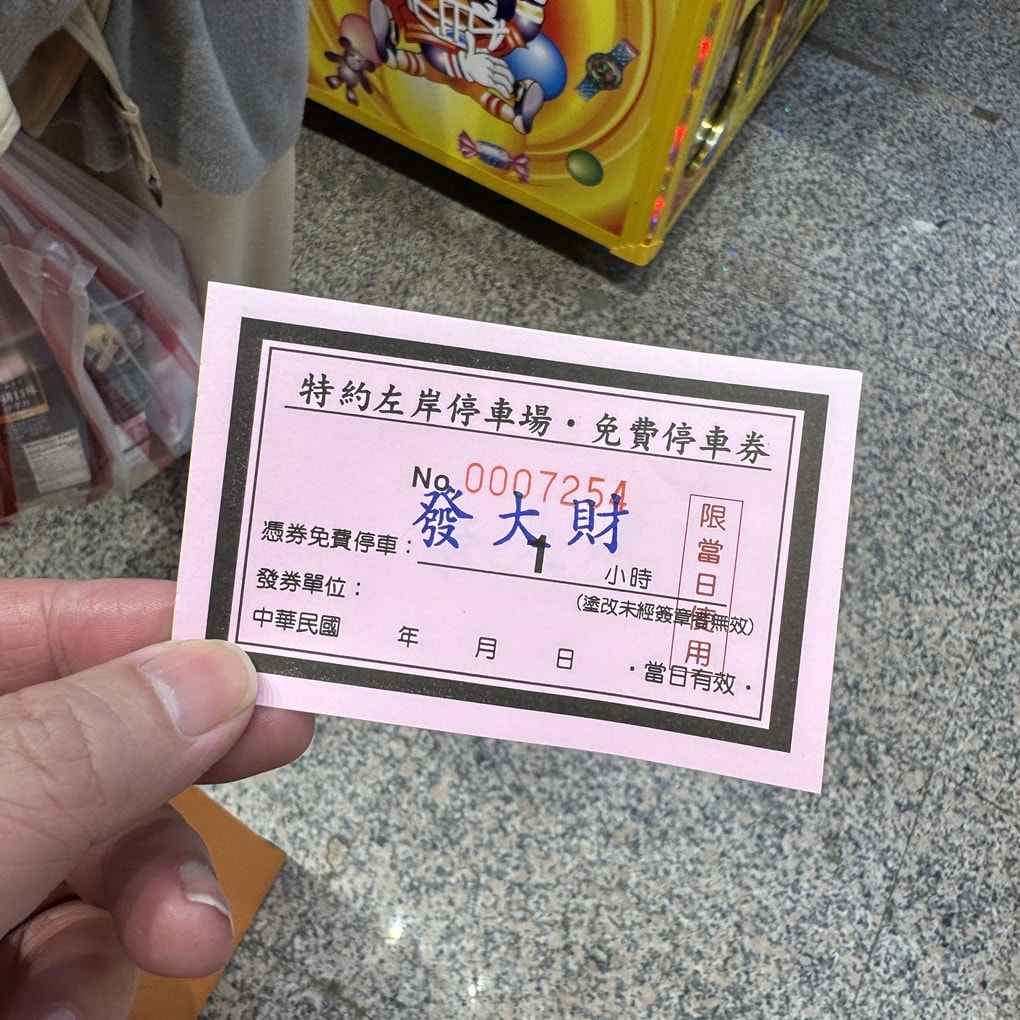 特約左岸停車場・免費停車券
No 0007254
發大財
憑券免費停車：1小時
(塗改未經簽章者無效)
發券單位：
中華民國 年 月 日
・當日有效・
限當日使用